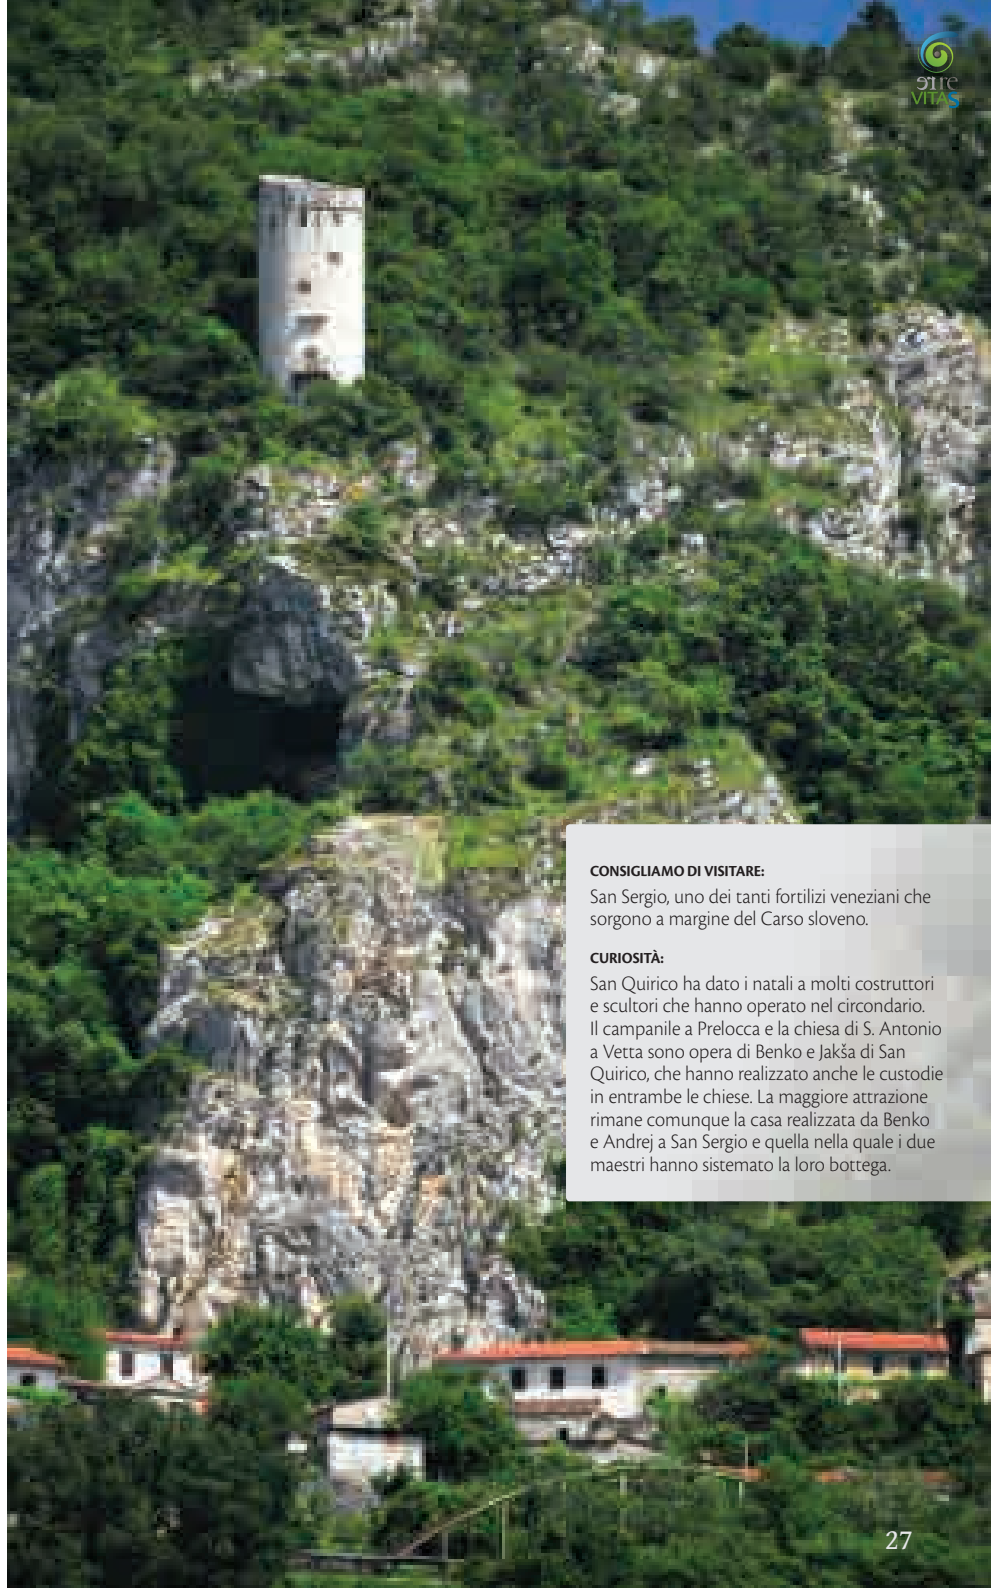 erre
VITAS
CONSIGLIAMO DI VISITARE:
San Sergio, uno dei tanti fortilizi veneziani che
sorgono a margine del Carso sloveno.
CURIOSITÀ:
San Quirico ha dato i natali a molti costruttori
e scultori che hanno operato nel circondario.
Il campanile a Prelocca e la chiesa di S. Antonio
a Vetta sono opera di Benko e Jakša di San
Quirico, che hanno realizzato anche le custodie
in entrambe le chiese. La maggiore attrazione
rimane comunque la casa realizzata da Benko
e Andrej a San Sergio e quella nella quale i due
maestri hanno sistemato la loro bottega.
27